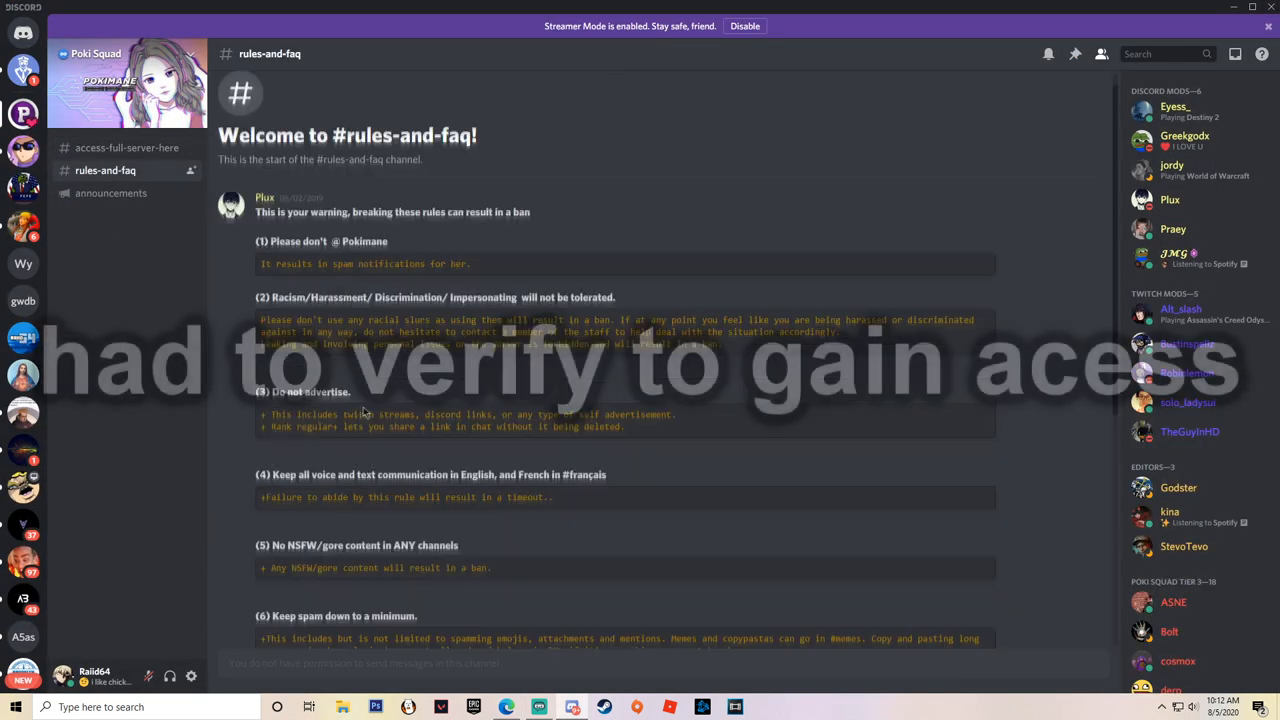 DISCORD
Streamer Mode is enabled. Stay safe, friend. Disable
Poki Squad
POKIMANE
# rules-and-faq
Search
# access-full-server-here
# rules-and-faq
announcements
1
6
Wy
gwdb
1
37
97
A3
43
A5as
NEW
#
Welcome to #rules-and-faq!
This is the start of the #rules-and-faq channel.
Plux
This is your warning, breaking these rules can result in a ban
(1) Please don't @ Pokimane
It results in spam notifications for her.
(2) Racism/Harassment/ Discrimination/ Impersonating will not be tolerated.
Please don't use any racial slurs as using them will result in a ban. If at any point you feel like you are being harassed or discriminated
against in any way, do not hesitate to contact a member of the staff to help deal with the situation accordingly.
had to verify to gain acess
(3) Do not advertise.
+ This includes twitch streams, discord links, or any type of self advertisement.
+ Rank regular+ lets you share a link in chat without it being deleted.
(4) Keep all voice and text communication in English, and French in #français
+Failure to abide by this rule will result in a timeout..
(5) No NSFW/gore content in ANY channels
+ Any NSFW/gore content will result in a ban.
(6) Keep spam down to a minimum.
+This includes but is not limited to spamming emojis, attachments and mentions. Memes and copypastas can go in #memes. Copy and pasting long
You do not have permission to send messages in this channel.
DISCORD MODS—6
Eyess_
Playing Destiny 2
Greekgodx
I LOVE U
jordy
Playing World of Warcraft
Plux
Praey
JMG
Listening to Spotify
TWITCH MODS—5
Alt_slash
Playing Assassin's Creed Odys...
solo_ladysui
TheGuyInHD
EDITORS—3
Godster
kina
Listening to Spotify
StevoTevo
POKI SQUAD TIER 3—18
ASNE
Bolt
cosmox
derp
Raiid64
i like chick...
Type here to search
10:12 AM
8/5/2020
2